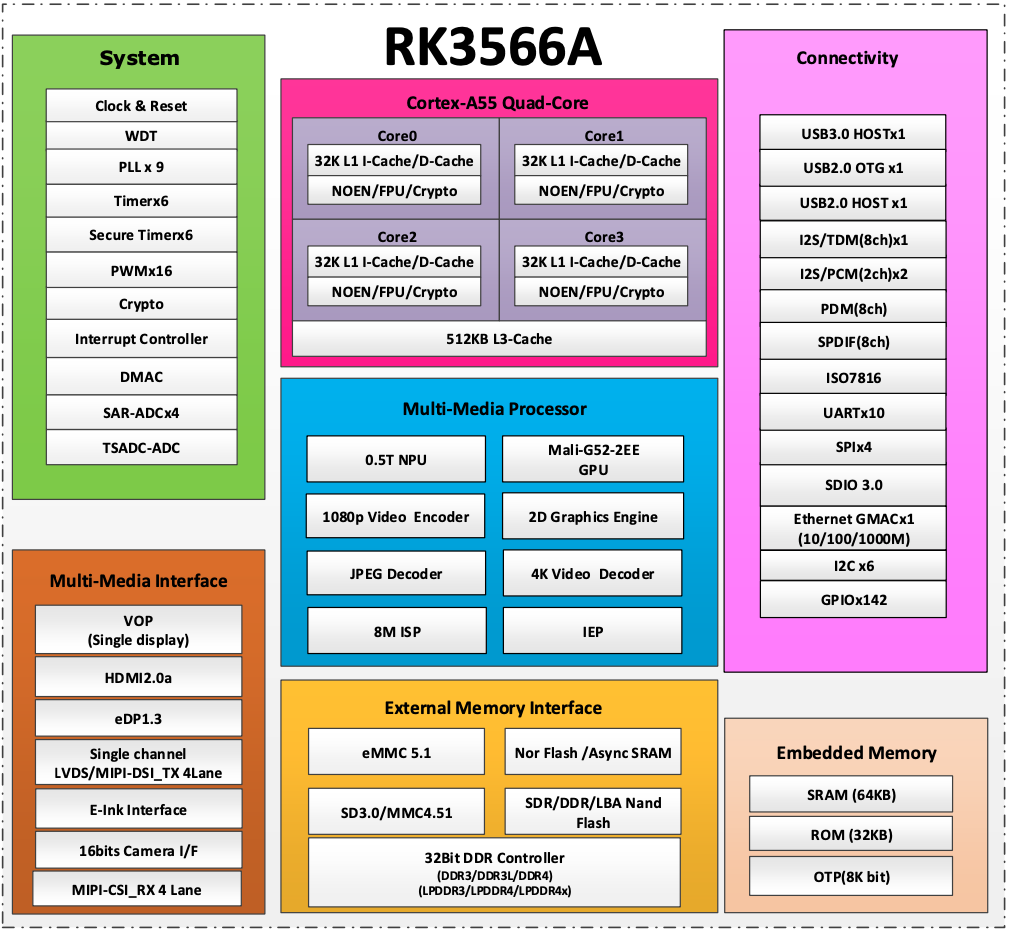 RK3566A
System
Clock & Reset
WDT
PLL x 9
Timerx6
Secure Timerx6
PWMx16
Crypto
Interrupt Controller
DMAC
SAR-ADCx4
TSADC-ADC
Multi-Media Interface
VOP
(Single display)
HDMI2.0a
eDP1.3
Single channel
LVDS/MIPI-DSI_TX 4Lane
E-Ink Interface
16bits Camera I/F
MIPI-CSI_RX 4 Lane
Cortex-A55 Quad-Core
Core0
32K L1 I-Cache/D-Cache
NOEN/FPU/Crypto
Core1
32K L1 I-Cache/D-Cache
NOEN/FPU/Crypto
Core2
32K L1 I-Cache/D-Cache
NOEN/FPU/Crypto
Core3
32K L1 I-Cache/D-Cache
NOEN/FPU/Crypto
512KB L3-Cache
Multi-Media Processor
0.5T NPU
Mali-G52-2EE
GPU
1080p Video Encoder
2D Graphics Engine
JPEG Decoder
4K Video Decoder
8M ISP
IEP
External Memory Interface
eMMC 5.1
Nor Flash /Async SRAM
SD3.0/MMC4.51
SDR/DDR/LBA Nand
Flash
32Bit DDR Controller
(DDR3/DDR3L/DDR4)
(LPDDR3/LPDDR4/LPDDR4x)
Connectivity
USB3.0 HOSTx1
USB2.0 OTG x1
USB2.0 HOST x1
I2S/TDM(8ch)x1
I2S/PCM(2ch)x2
PDM(8ch)
SPDIF(8ch)
ISO7816
UARTx10
SPIx4
SDIO 3.0
Ethernet GMACx1
(10/100/1000M)
I2C x6
GPIOx142
Embedded Memory
SRAM (64KB)
ROM (32KB)
OTP(8K bit)